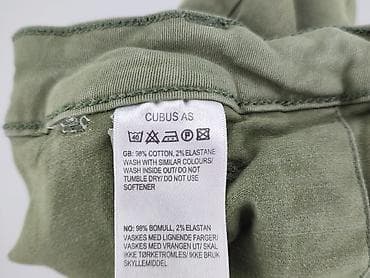 CUBUS AS
40
GB: 98% COTTON, 2% ELASTANE
WASH WITH SIMILAR COLOURS/
WASH INSIDE OUT/ DO NOT
TUMBLE DRY/ DO NOT USE
SOFTENER
NO: 98% BOMULL, 2% ELASTAN
VASKES MED LIGNENDE FARGER/
VASKES MED VRANGEN UT/ SKAL
IKKE TØRKETROMLES/ IKKE BRUK
SKYLLEMIDDEL